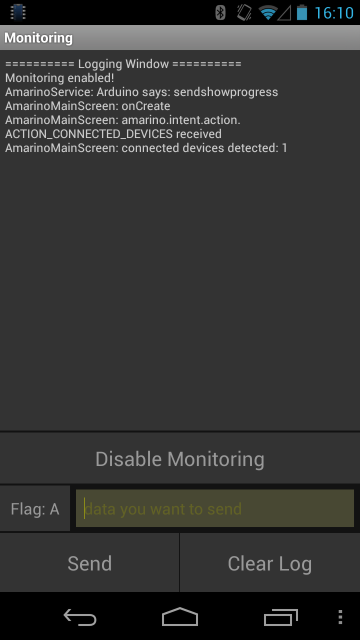 16:10
Monitoring
========== Logging Window ==========
Monitoring enabled!
AmarinoService: Arduino says: sendshowprogress
AmarinoMainScreen: onCreate
AmarinoMainScreen: amarino.intent.action.
ACTION_CONNECTED_DEVICES received
AmarinoMainScreen: connected devices detected: 1
Disable Monitoring
Flag: A
data you want to send
Send
Clear Log